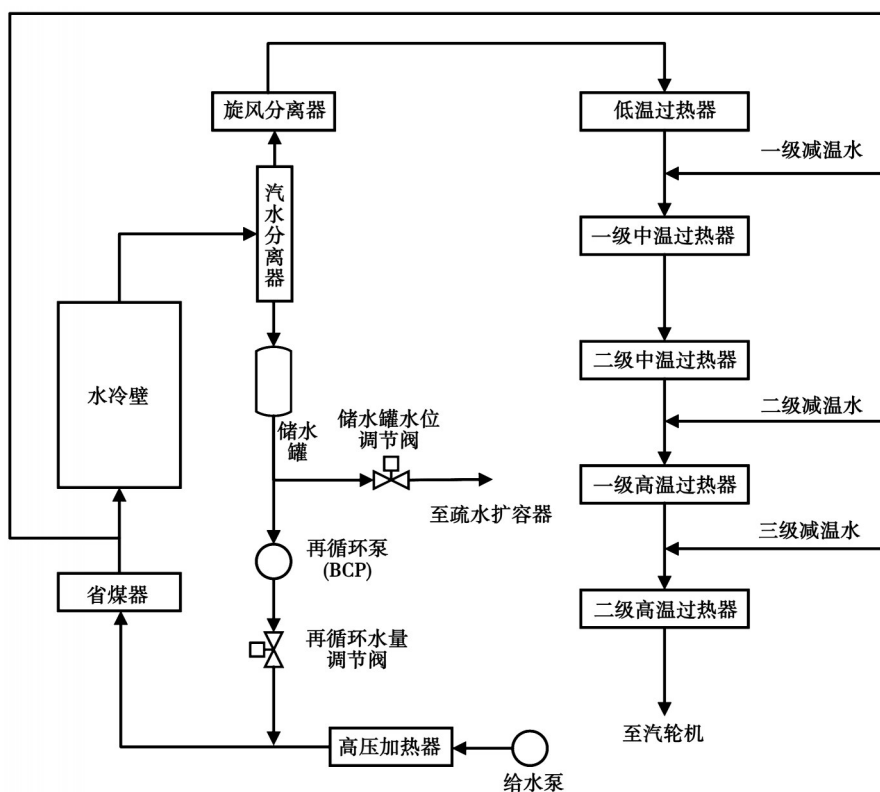 旋风分离器
低温过热器
一级减温水
汽水分离器
一级中温过热器
水冷壁
二级中温过热器
储水
罐
储水罐水位
调节阀
二级减温水
一级高温过热器
至疏水扩容器
三级减温水
再循环泵
(BCP)
省煤器
二级高温过热器
再循环水量
调节阀
高压加热器
给水泵
至汽轮机